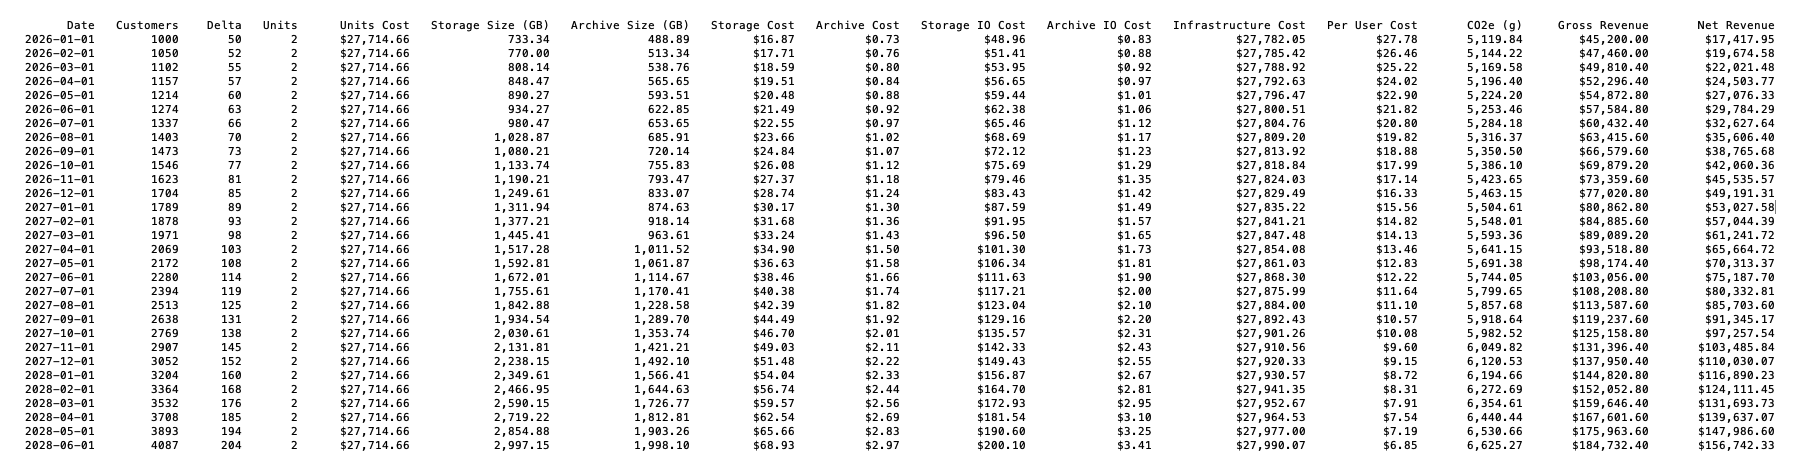 Date Customers Delta Units Units Cost Storage Size (GB) Archive Size (GB) Storage Cost Archive Cost Storage IO Cost Archive IO Cost Infrastructure Cost Per User Cost CO2e (g) Gross Revenue Net Revenue
2026-01-01 1000 50 2 $27,714.66 733.34 488.89 $16.87 $0.73 $48.96 $0.83 $27,782.05 $27.78 5,119.84 $45,200.00 $17,417.95
2026-02-01 1050 52 2 $27,714.66 770.00 513.34 $17.71 $0.76 $51.41 $0.88 $27,785.42 $26.46 5,144.22 $47,460.00 $19,674.58
2026-03-01 1102 55 2 $27,714.66 808.14 538.76 $18.59 $0.80 $53.95 $0.92 $27,788.92 $25.22 5,169.58 $49,810.40 $22,021.48
2026-04-01 1157 57 2 $27,714.66 848.47 565.65 $19.51 $0.84 $56.65 $0.97 $27,792.63 $24.02 5,196.40 $52,296.40 $24,503.77
2026-05-01 1214 60 2 $27,714.66 890.27 593.51 $20.48 $0.88 $59.44 $1.01 $27,796.47 $22.90 5,224.20 $54,872.80 $27,076.33
2026-06-01 1274 63 2 $27,714.66 934.27 622.85 $21.49 $0.92 $62.38 $1.06 $27,800.51 $21.82 5,253.46 $57,584.80 $29,784.29
2026-07-01 1337 66 2 $27,714.66 980.47 653.65 $22.55 $0.97 $65.46 $1.12 $27,804.76 $20.80 5,284.18 $60,432.40 $32,627.64
2026-08-01 1403 70 2 $27,714.66 1,028.87 685.91 $23.66 $1.02 $68.69 $1.17 $27,809.20 $19.82 5,316.37 $63,415.60 $35,606.40
2026-09-01 1473 73 2 $27,714.66 1,080.21 720.14 $24.84 $1.07 $72.12 $1.23 $27,813.92 $18.88 5,350.50 $66,579.60 $38,765.68
2026-10-01 1546 77 2 $27,714.66 1,133.74 755.83 $26.08 $1.12 $75.69 $1.29 $27,818.84 $17.99 5,386.10 $69,879.20 $42,060.36
2026-11-01 1623 81 2 $27,714.66 1,190.21 793.47 $27.37 $1.18 $79.46 $1.35 $27,824.03 $17.14 5,423.65 $73,359.60 $45,535.57
2026-12-01 1704 85 2 $27,714.66 1,249.61 833.07 $28.74 $1.24 $83.43 $1.42 $27,829.49 $16.33 5,463.15 $77,020.80 $49,191.31
2027-01-01 1789 89 2 $27,714.66 1,311.94 874.63 $30.17 $1.30 $87.59 $1.49 $27,835.22 $15.56 5,504.61 $80,862.80 $53,027.58
2027-02-01 1878 93 2 $27,714.66 1,377.21 918.14 $31.68 $1.36 $91.95 $1.57 $27,841.21 $14.82 5,548.01 $84,885.60 $57,044.39
2027-03-01 1971 98 2 $27,714.66 1,445.41 963.61 $33.24 $1.43 $96.50 $1.65 $27,847.48 $14.13 5,593.36 $89,089.20 $61,241.72
2027-04-01 2069 103 2 $27,714.66 1,517.28 1,011.52 $34.90 $1.50 $101.30 $1.73 $27,854.08 $13.46 5,641.15 $93,518.80 $65,664.72
2027-05-01 2172 108 2 $27,714.66 1,592.81 1,061.87 $36.63 $1.58 $106.34 $1.81 $27,861.03 $12.83 5,691.38 $98,174.40 $70,313.37
2027-06-01 2280 114 2 $27,714.66 1,672.01 1,114.67 $38.46 $1.66 $111.63 $1.90 $27,868.30 $12.22 5,744.05 $103,056.00 $75,187.70
2027-07-01 2394 119 2 $27,714.66 1,755.61 1,170.41 $40.38 $1.74 $117.21 $2.00 $27,875.99 $11.64 5,799.65 $108,208.80 $80,332.81
2027-08-01 2513 125 2 $27,714.66 1,842.88 1,228.58 $42.39 $1.82 $123.04 $2.10 $27,884.00 $11.10 5,857.68 $113,587.60 $85,703.60
2027-09-01 2638 131 2 $27,714.66 1,934.54 1,289.70 $44.49 $1.92 $129.16 $2.20 $27,892.43 $10.57 5,918.64 $119,237.60 $91,345.17
2027-10-01 2769 138 2 $27,714.66 2,030.61 1,353.74 $46.70 $2.01 $135.57 $2.31 $27,901.26 $10.08 5,982.52 $125,158.80 $97,257.54
2027-11-01 2907 145 2 $27,714.66 2,131.81 1,421.21 $49.03 $2.11 $142.33 $2.43 $27,910.56 $9.60 6,049.82 $131,396.40 $103,485.84
2027-12-01 3052 152 2 $27,714.66 2,238.15 1,492.10 $51.48 $2.22 $149.43 $2.55 $27,920.33 $9.15 6,120.53 $137,950.40 $110,030.07
2028-01-01 3204 160 2 $27,714.66 2,349.61 1,566.41 $54.04 $2.33 $156.87 $2.67 $27,930.57 $8.72 6,194.66 $144,820.80 $116,890.23
2028-02-01 3364 168 2 $27,714.66 2,466.95 1,644.63 $56.74 $2.44 $164.70 $2.81 $27,941.35 $8.31 6,272.69 $152,052.80 $124,111.45
2028-03-01 3532 176 2 $27,714.66 2,590.15 1,726.77 $59.57 $2.56 $172.93 $2.95 $27,952.67 $7.91 6,354.61 $159,646.40 $131,693.73
2028-04-01 3708 185 2 $27,714.66 2,719.22 1,812.81 $62.54 $2.69 $181.54 $3.10 $27,964.53 $7.54 6,440.44 $167,601.60 $139,637.07
2028-05-01 3893 194 2 $27,714.66 2,854.88 1,903.26 $65.66 $2.83 $190.60 $3.25 $27,977.00 $7.19 6,530.66 $175,963.60 $147,986.60
2028-06-01 4087 204 2 $27,714.66 2,997.15 1,998.10 $68.93 $2.97 $200.10 $3.41 $27,990.07 $6.85 6,625.27 $184,732.40 $156,742.33